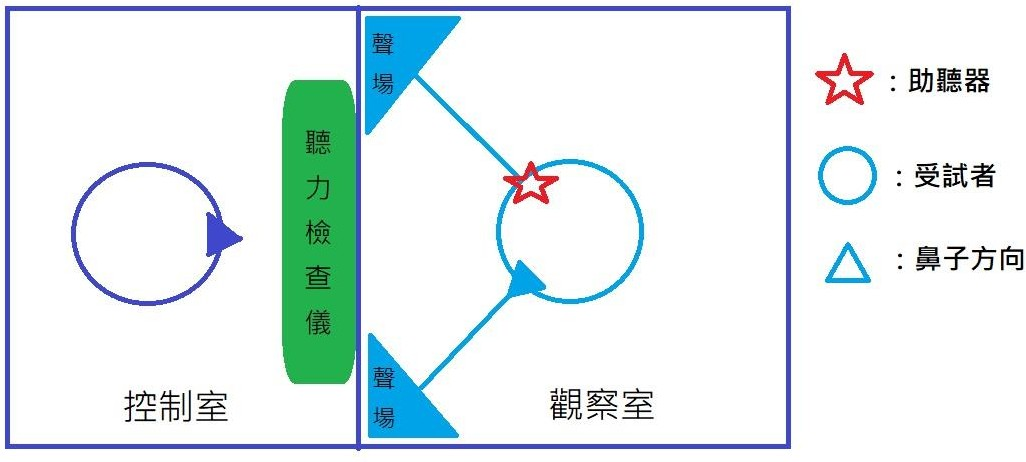 聲場
聽力檢查儀
聲場
控制室
觀察室
：助聽器
：受試者
：鼻子方向